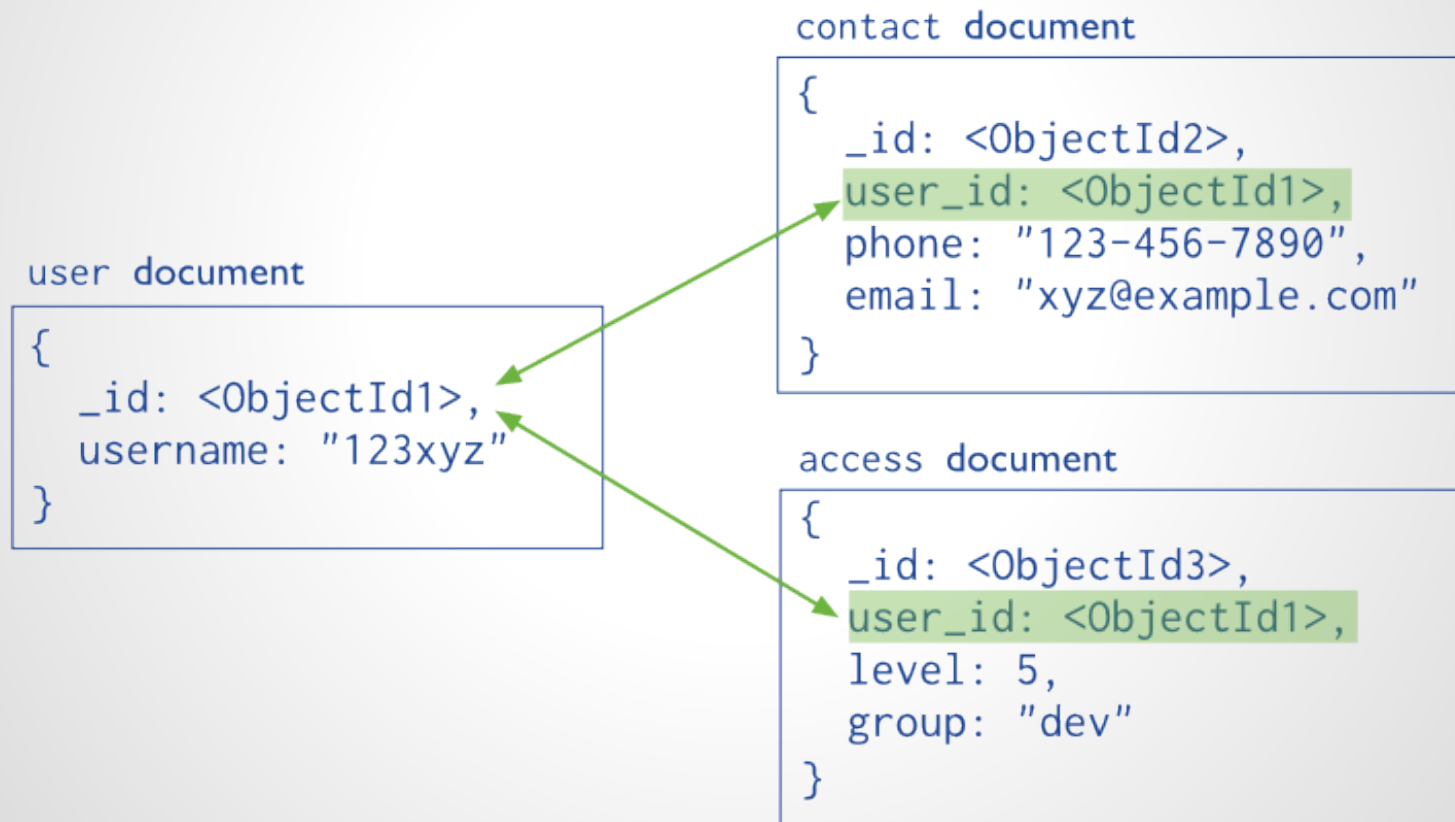 user document
{
_id: <ObjectId1>,
username: "123xyz"
}
contact document
{
_id: <ObjectId2>,
user_id: <ObjectId1>,
phone: "123-456-7890",
email: "xyz@example.com"
}
access document
{
_id: <ObjectId3>,
user_id: <ObjectId1>,
level: 5,
group: "dev"
}